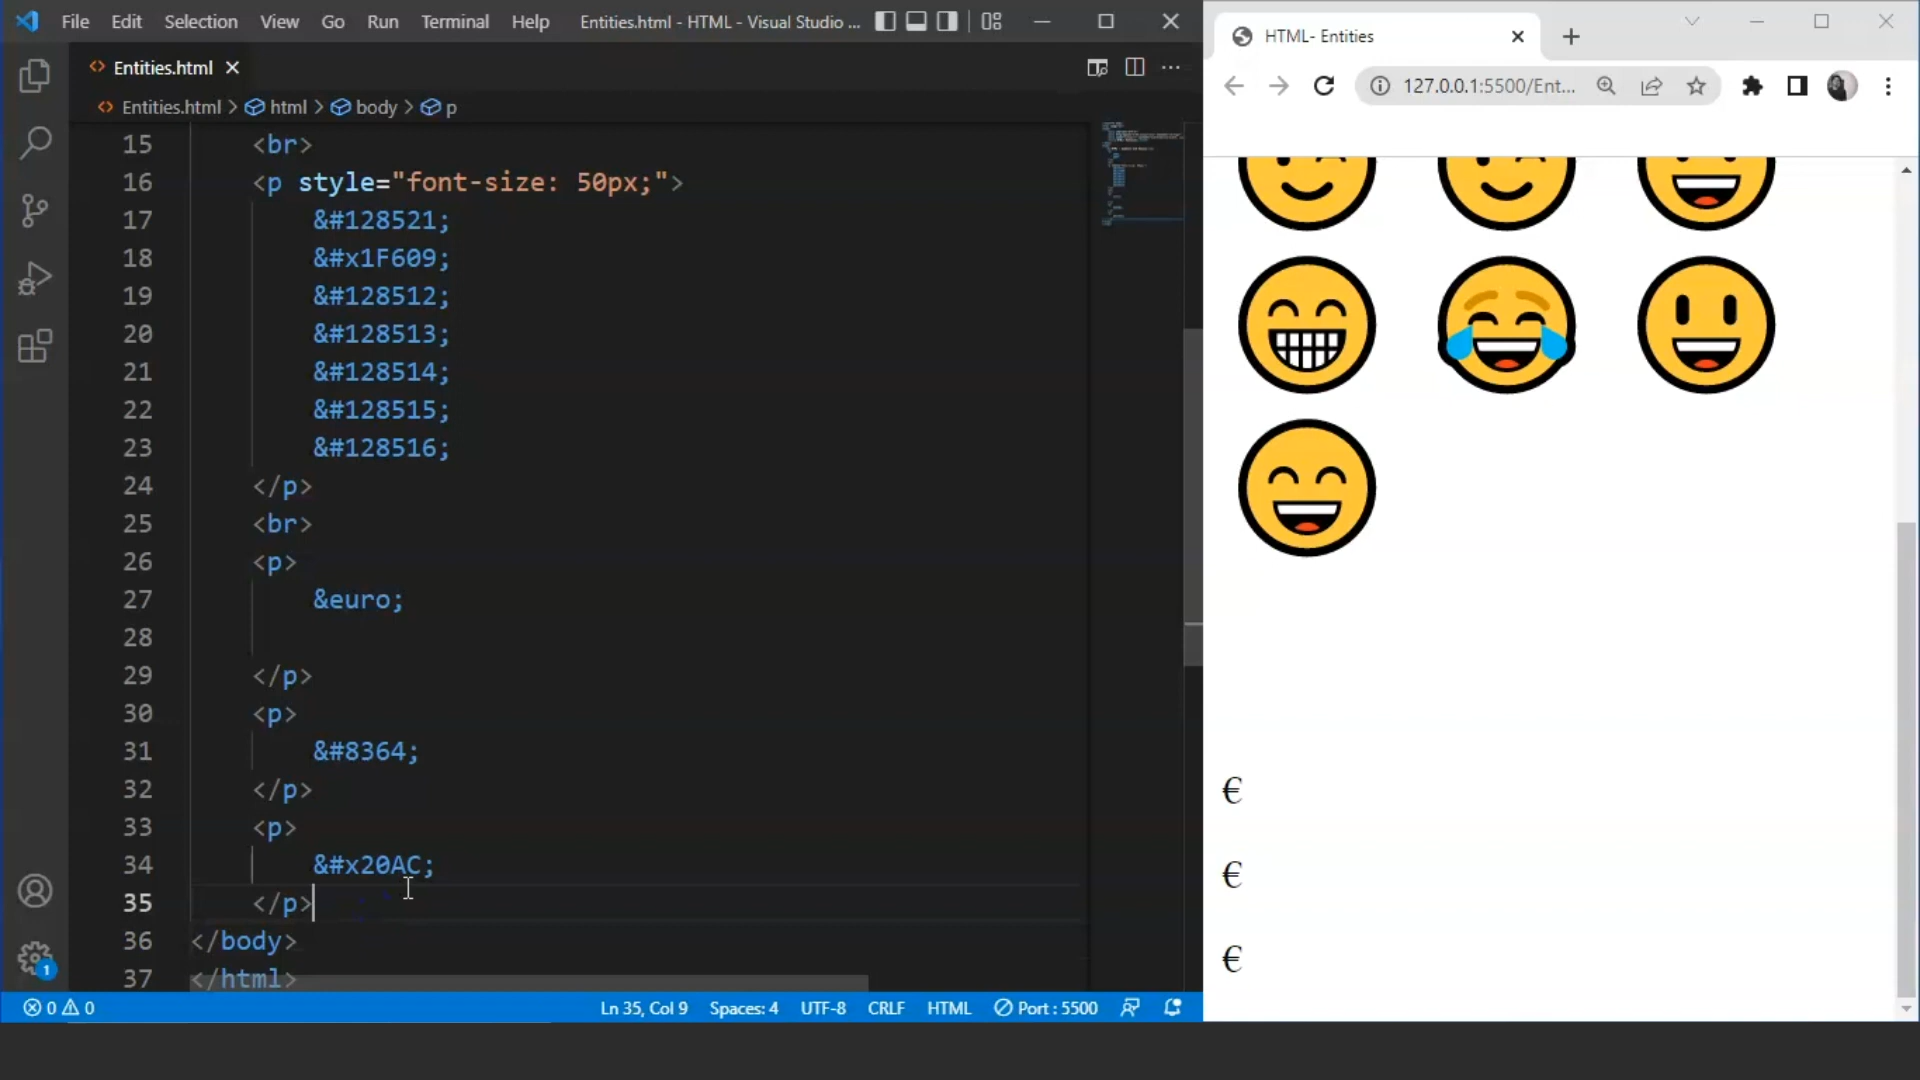 File Edit Selection View Go Run Terminal Help Entities.html - HTML - Visual Studio ...
Entities.html
Entities.html > html > body > p
15 <br>
16 <p style="font-size: 50px;">
17 &#128521;
18 &#x1F609;
19 &#128512;
20 &#128513;
21 &#128514;
22 &#128515;
23 &#128516;
24 </p>
25 <br>
26 <p>
27 &euro;
28
29 </p>
30 <p>
31 &#8364;
32 </p>
33 <p>
34 &#x20AC;
35 </p>
36 </body>
37 </html>
1
0 0 Ln 35, Col 9 Spaces: 4 UTF-8 CRLF HTML Port : 5500
HTML- Entities
127.0.0.1:5500/Ent...
€
€
€